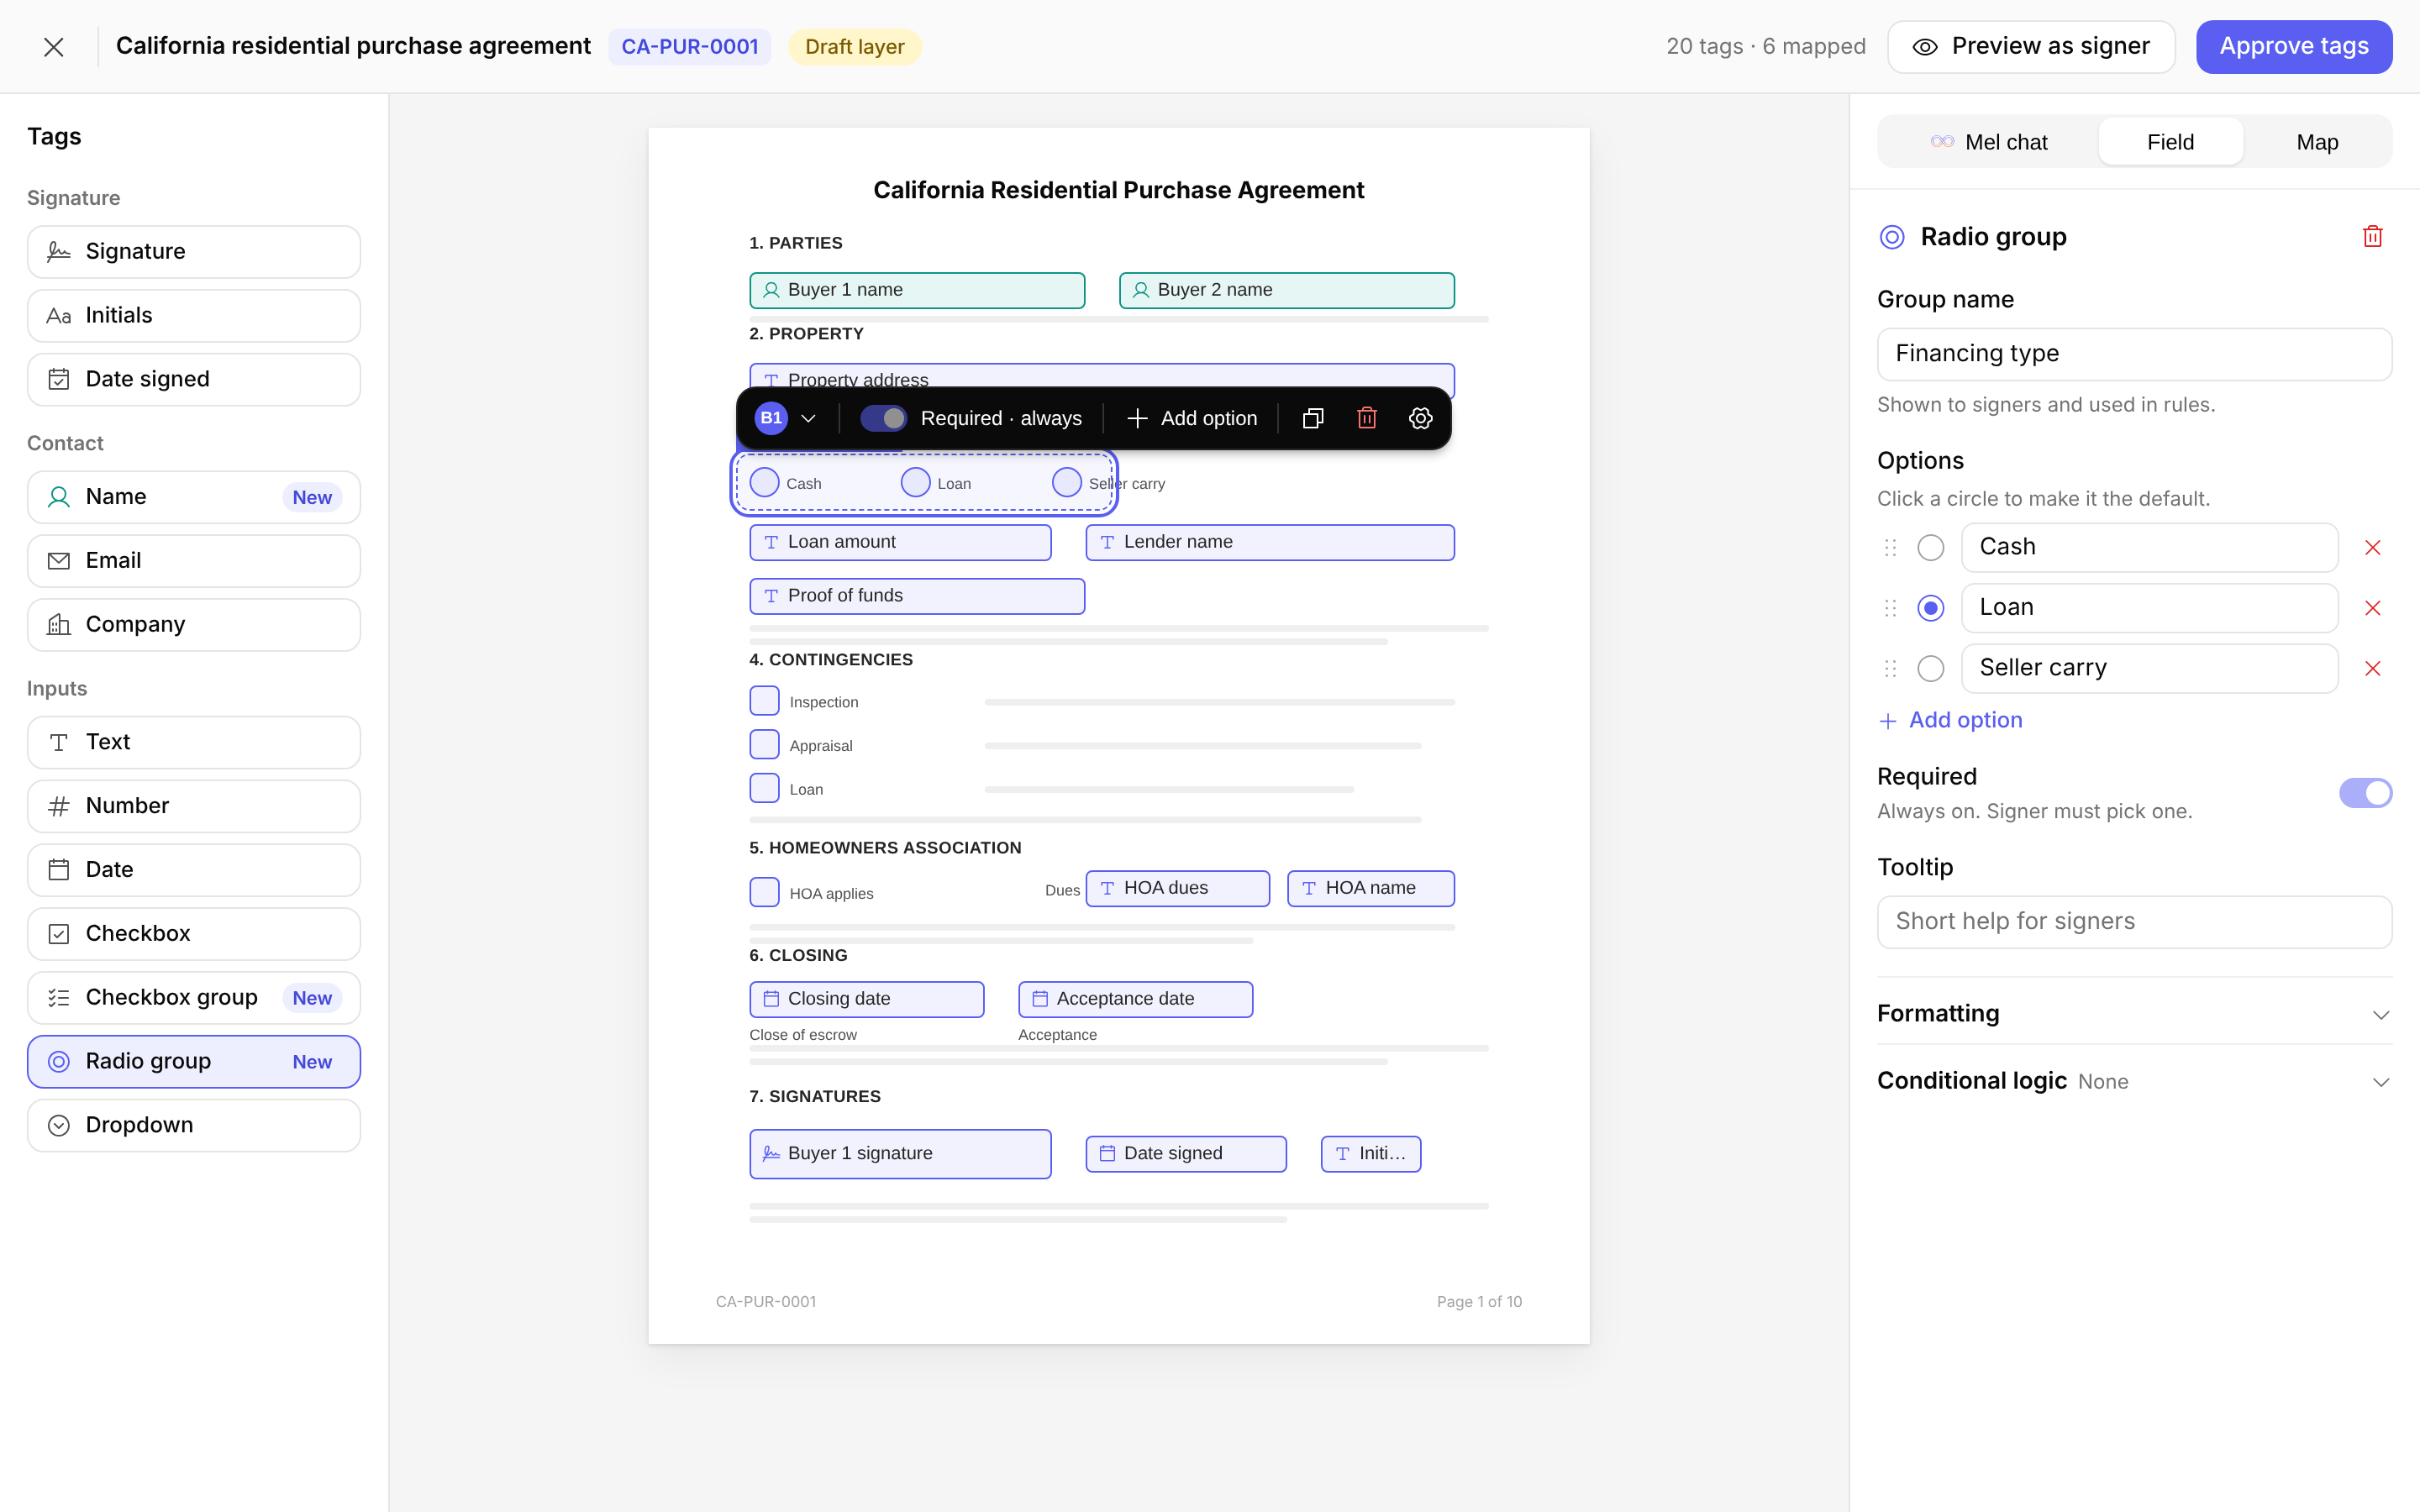 California residential purchase agreement
CA-PUR-0001
Draft layer
20 tags · 6 mapped
Preview as signer
Approve tags
Tags
Signature
Signature
Initials
Date signed
Contact
Name New
Email
Company
Inputs
Text
Number
Date
Checkbox
Checkbox group New
Radio group New
Dropdown
California Residential Purchase Agreement
1. PARTIES
Buyer 1 name
Buyer 2 name
2. PROPERTY
Property address
B1
Required · always
Add option
Cash
Loan
Seller carry
Loan amount
Lender name
Proof of funds
4. CONTINGENCIES
Inspection
Appraisal
Loan
5. HOMEOWNERS ASSOCIATION
HOA applies
Dues
HOA dues
HOA name
6. CLOSING
Closing date
Acceptance date
Close of escrow
Acceptance
7. SIGNATURES
Buyer 1 signature
Date signed
Initi...
CA-PUR-0001
Page 1 of 10
Mel chat
Field
Map
Radio group
Group name
Financing type
Shown to signers and used in rules.
Options
Click a circle to make it the default.
Cash
Loan
Seller carry
Add option
Required
Always on. Signer must pick one.
Tooltip
Short help for signers
Formatting
Conditional logic None